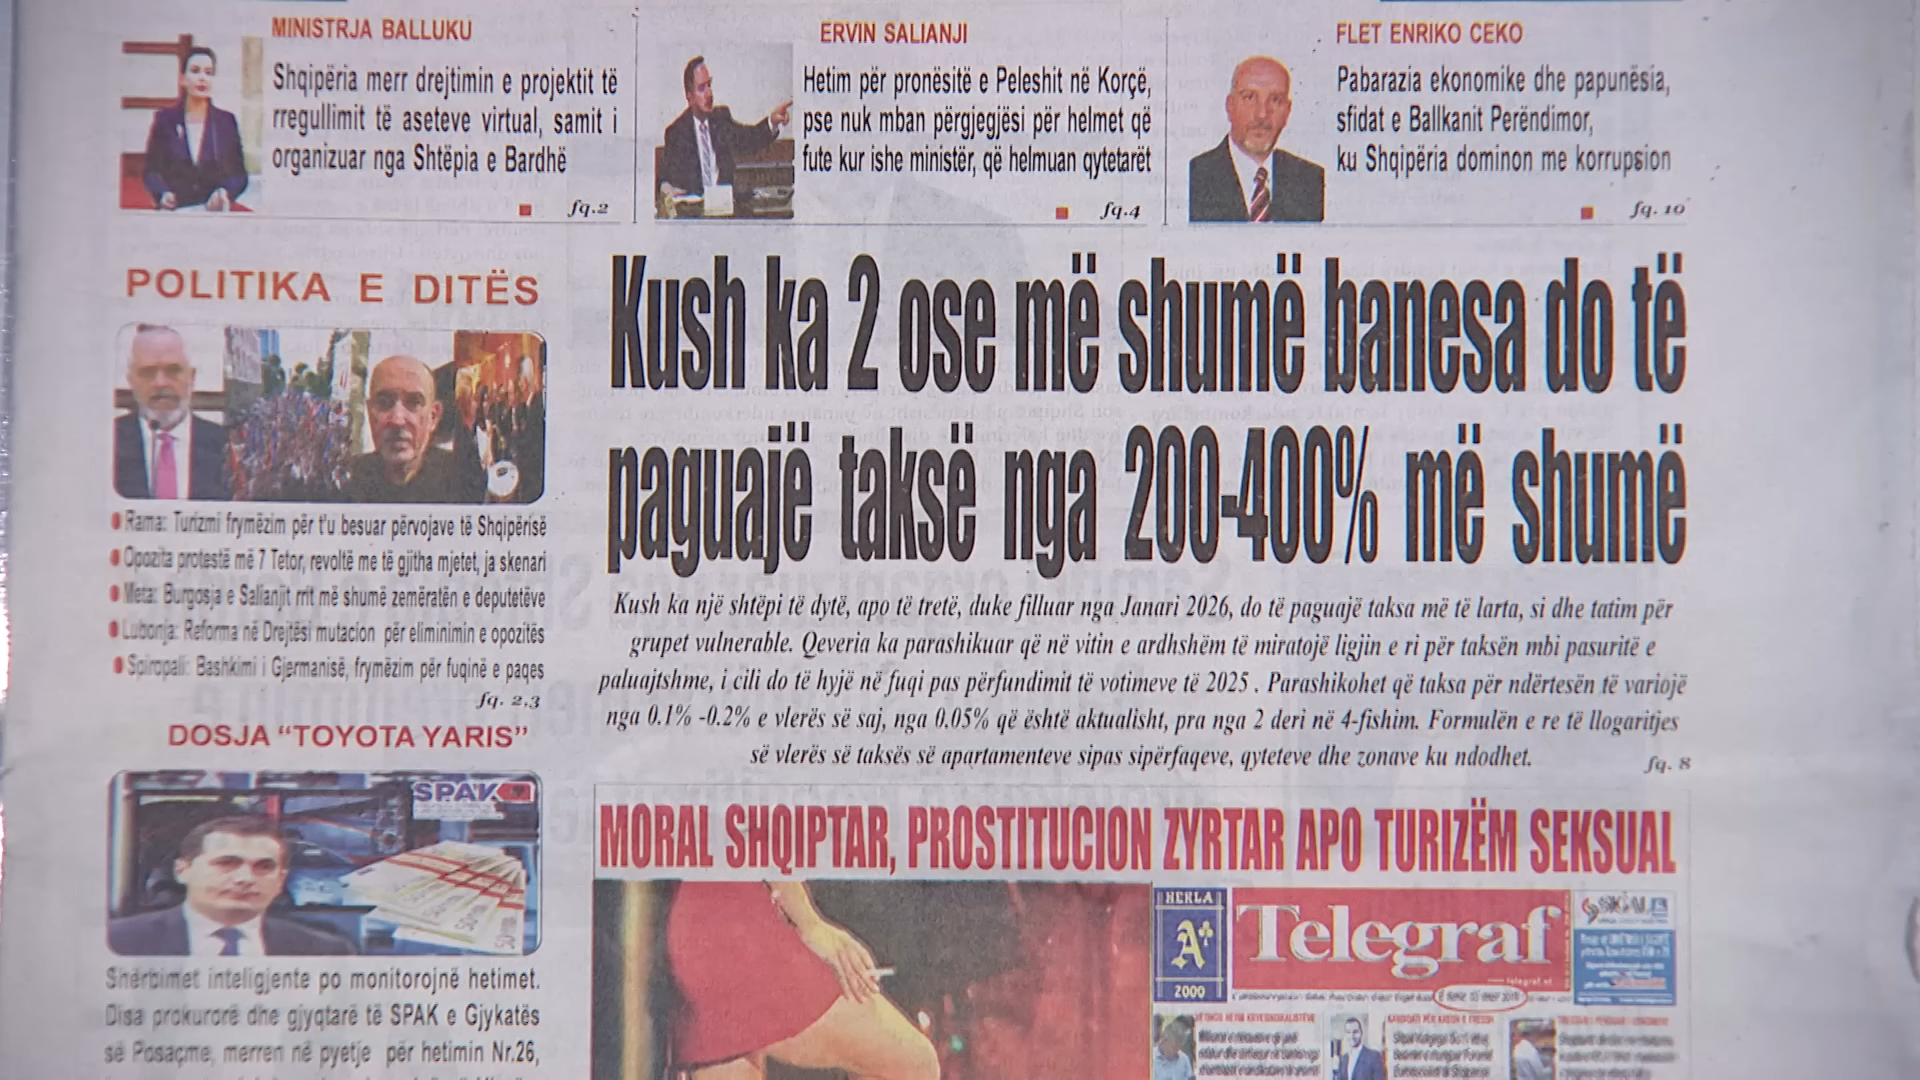 MINISTRJA BALLUKU
Shqipëria merr drejtimin e projektit të
rregullimit të aseteve virtual, samit i
organizuar nga Shtëpia e Bardhë
fq.2
ERVIN SALIANJI
Hetim për pronësitë e Peleshit në Korçë,
pse nuk mban përgjegjësi për helmet që
fute kur ishe ministër, që helmuan qytetarët
fq.4
FLET ENRIKO CEKO
Pabarazia ekonomike dhe papunësia,
sfidat e Ballkanit Perëndimor,
ku Shqipëria dominon me korrupsion
fq. 10
POLITIKA E DITËS
Rama: Turizmi frymëzim për t'u besuar përvojave të Shqipërisë
Opozita protestë më 7 Tetor, revoltë me të gjitha mjetet, ja skenari
Meta: Burgosja e Salianjit rrit më shumë zemëratën e deputetëve
Lubonja: Reforma në Drejtësi mutacion për eliminimin e opozitës
Spiropali: Bashkimi i Gjermanisë, frymëzim për fuqinë e paqes
fq. 2,3
DOSJA “TOYOTA YARIS”
SPAK
Shërbimet inteligjente po monitorojnë hetimet.
Disa prokurorë dhe gjyqtarë të SPAK e Gjykatës
së Posaçme, merren në pyetje për hetimin Nr.26,
Kush ka 2 ose më shumë banesa do të
paguajë taksë nga 200-400% më shumë
Kush ka një shtëpi të dytë, apo të tretë, duke filluar nga Janari 2026, do të paguajë taksa më të larta, si dhe tatim për
grupet vulnerable. Qeveria ka parashikuar që në vitin e ardhshëm të miratojë ligjin e ri për taksën mbi pasuritë e
paluajtshme, i cili do të hyjë në fuqi pas përfundimit të votimeve të 2025 . Parashikohet që taksa për ndërtesën të variojë
nga 0.1% -0.2% e vlerës së saj, nga 0.05% që është aktualisht, pra nga 2 deri në 4-fishim. Formulën e re të llogaritjes
së vlerës së taksës së apartamenteve sipas sipërfaqeve, qyteteve dhe zonave ku ndodhet.
fq. 8
MORAL SHQIPTAR, PROSTITUCION ZYRTAR APO TURIZËM SEKSUAL
HERLA
A
2000
Telegraf